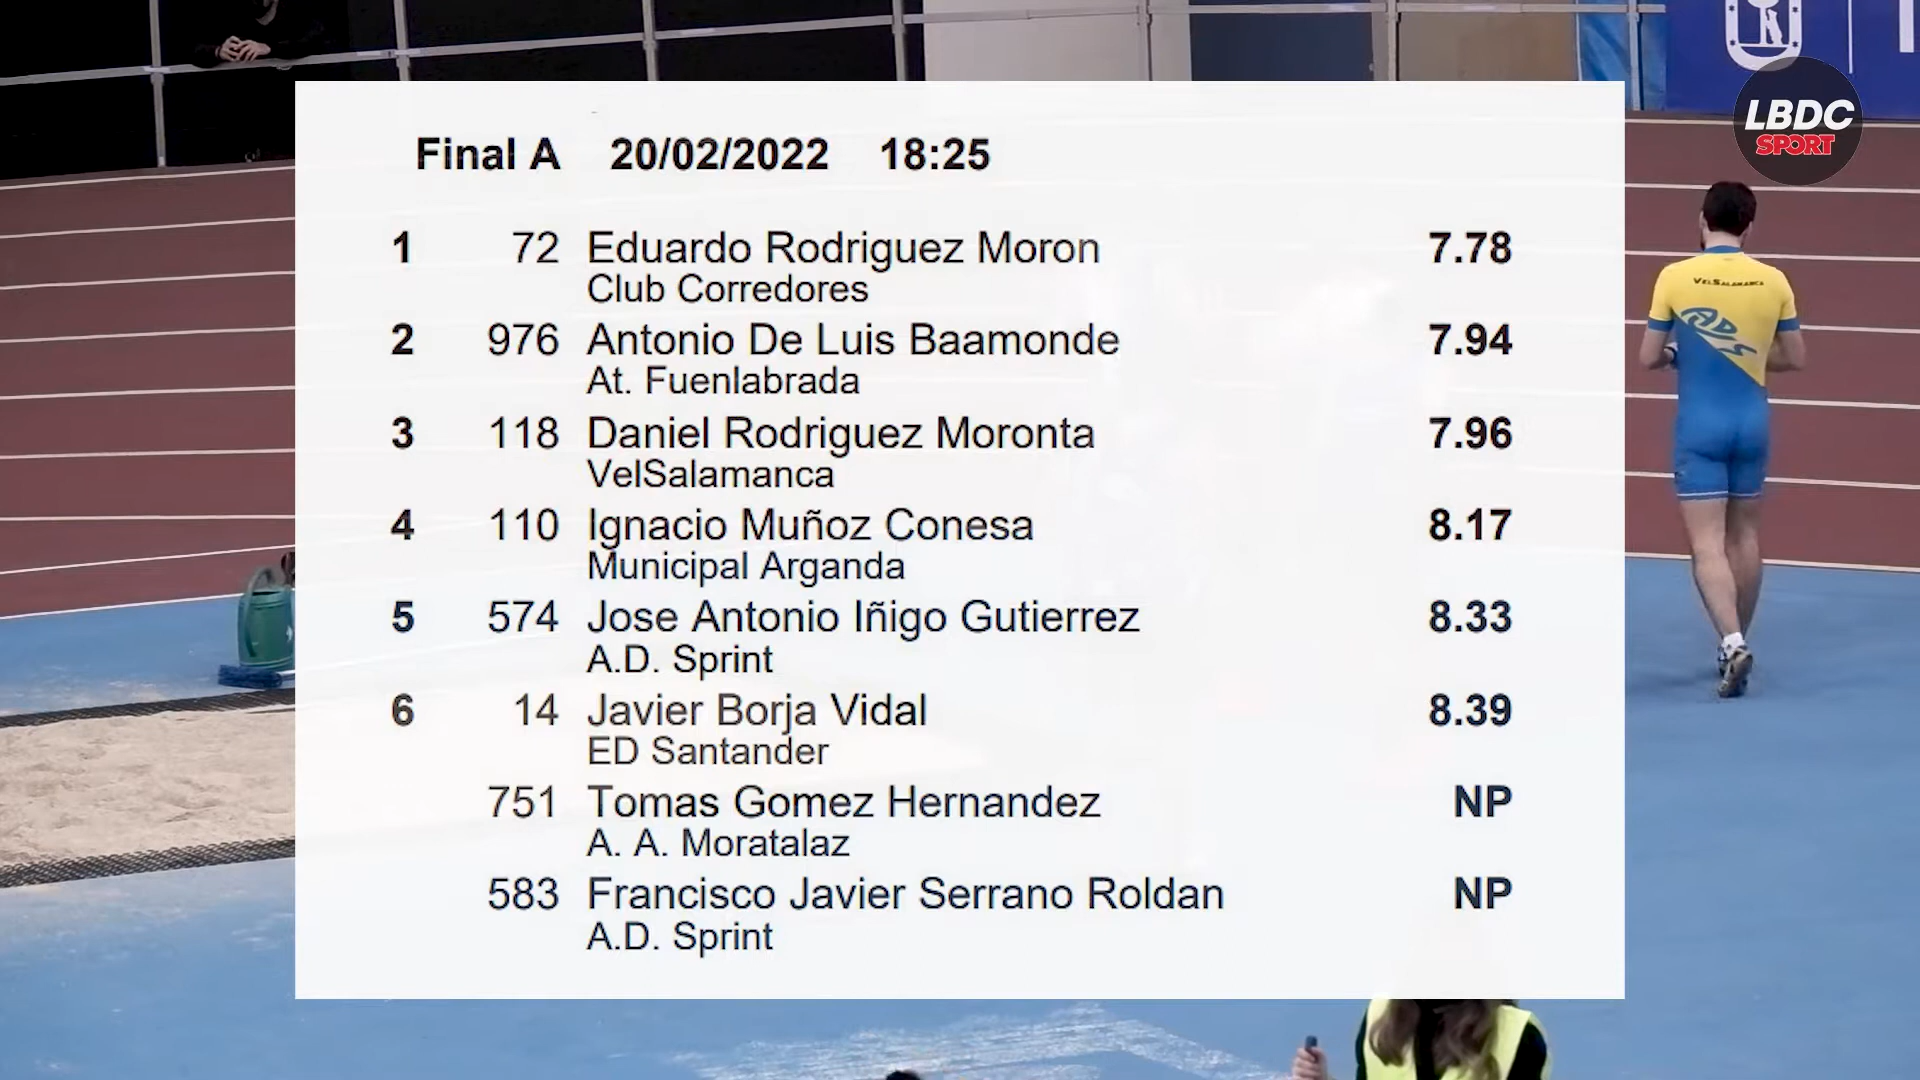 LBDC
SPORT
Final A 20/02/2022 18:25
1 72 Eduardo Rodriguez Moron 7.78
Club Corredores
2 976 Antonio De Luis Baamonde 7.94
At. Fuenlabrada
3 118 Daniel Rodriguez Moronta 7.96
VelSalamanca
4 110 Ignacio Muñoz Conesa 8.17
Municipal Arganda
5 574 Jose Antonio Iñigo Gutierrez 8.33
A.D. Sprint
6 14 Javier Borja Vidal 8.39
ED Santander
751 Tomas Gomez Hernandez NP
A. A. Moratalaz
583 Francisco Javier Serrano Roldan NP
A.D. Sprint
VELSALAMANCA